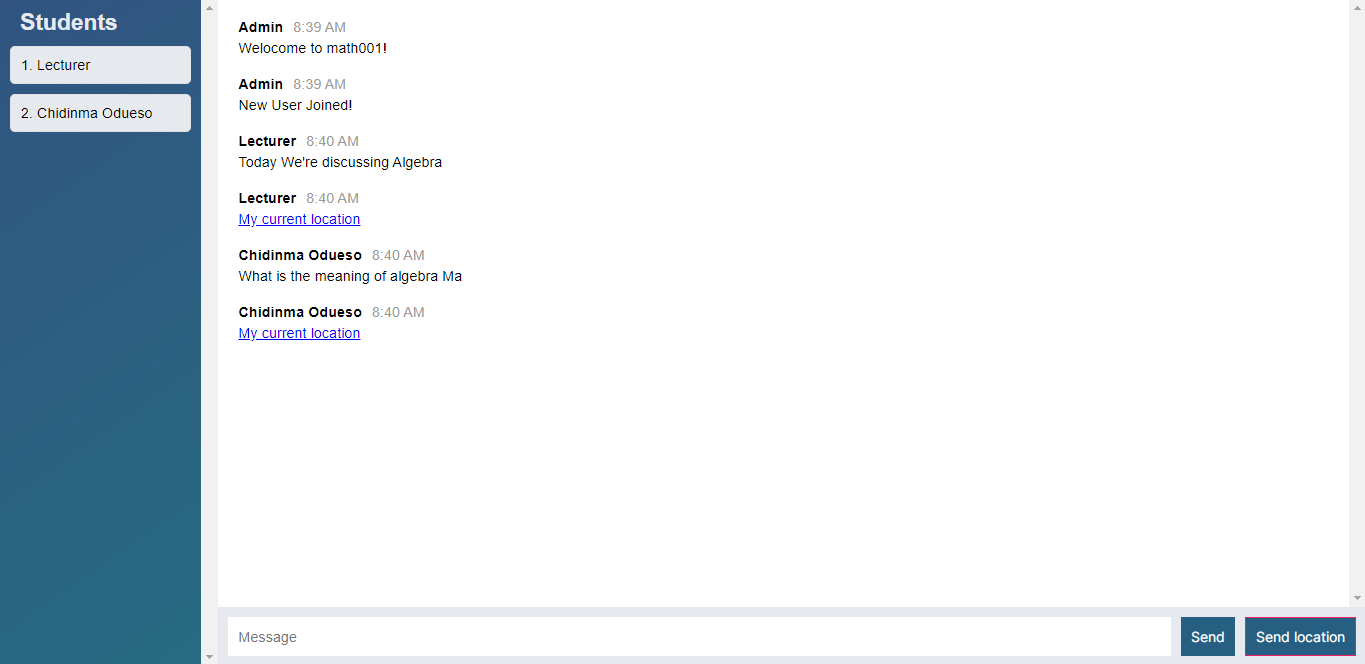 Students
1. Lecturer
2. Chidinma Odueso
Admin 8:39 AM
Welocome to math001!
Admin 8:39 AM
New User Joined!
Lecturer 8:40 AM
Today We're discussing Algebra
Lecturer 8:40 AM
My current location
Chidinma Odueso 8:40 AM
What is the meaning of algebra Ma
Chidinma Odueso 8:40 AM
My current location
Message
Send
Send location